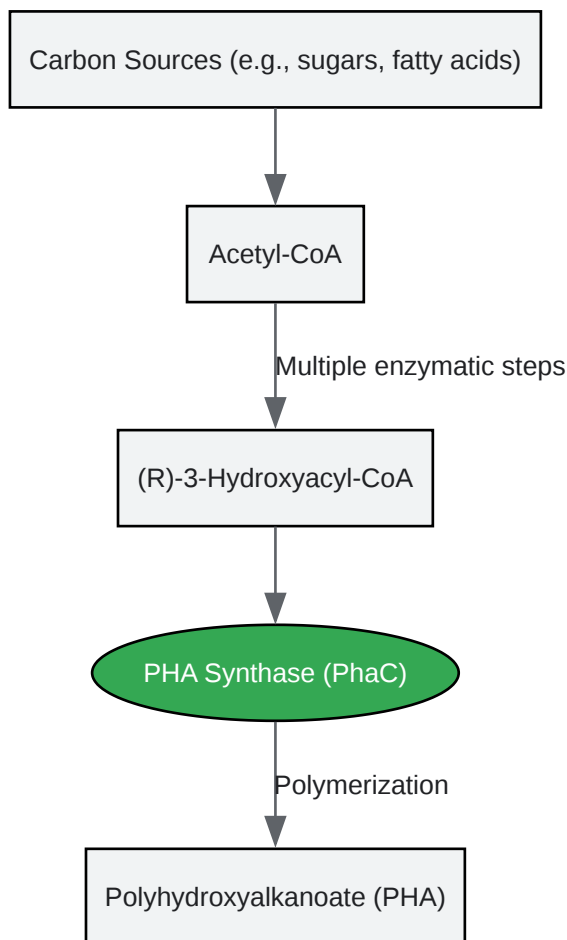 Carbon Sources (e.g., sugars, fatty acids)
Acetyl-CoA
Multiple enzymatic steps
(R)-3-Hydroxyacyl-CoA
PHA Synthase (PhaC)
Polymerization
Polyhydroxyalkanoate (PHA)